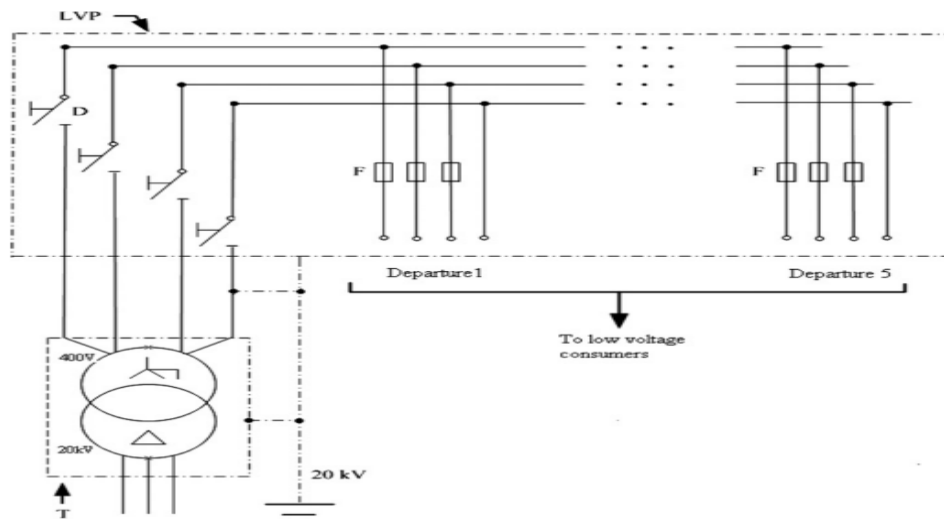 LVP
D
F
F
Departure1
Departure 5
To low voltage
consumers
400V
20kV
20 kV
T